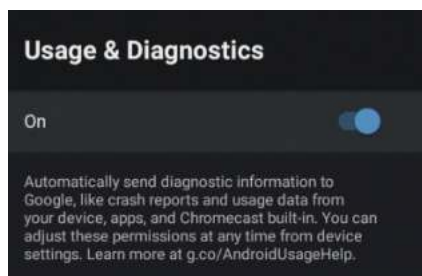 Usage & Diagnostics
On
Automatically send diagnostic information to
Google, like crash reports and usage data from
your device, apps, and Chromecast built-in. You can
adjust these permissions at any time from device
settings. Learn more at g.co/AndroidUsageHelp.